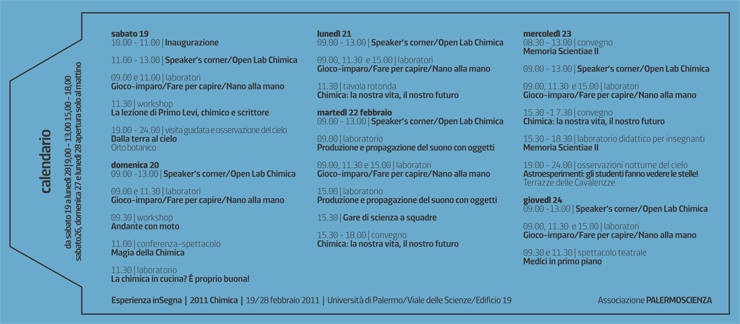 calendario
da sabato 19 a lunedì 28 | 9,00 – 13,00 15,00 – 18,00
sabato 26, domenica 27 e lunedì 28 apertura solo al mattino
sabato 19
10.00 – 11.00 | Inaugurazione
11.00 – 13.00 | Speaker's corner/Open Lab Chimica
09.00 e 11.00 | laboratori
Gioco-imparo/Fare per capire/Nano alla mano
11.30 | workshop
La lezione di Primo Levi, chimico e scrittore
19.00 – 24.00 | visita guidata e osservazione del cielo
Dalla terra al cielo
Orto botanico
domenica 20
09.00 -13.00 | Speaker's corner/Open Lab Chimica
09.00 e 11.30 | laboratori
Gioco-imparo/Fare per capire/Nano alla mano
09.30 | workshop
Andante con moto
11.00 | conferenza-spettacolo
Magia della Chimica
11.30 | laboratorio
La chimica in cucina? È proprio buona!
lunedì 21
09.00 – 13.00 | Speaker's corner/Open Lab Chimica
09.00, 11.30 e 15.00 | laboratori
Gioco-imparo/Fare per capire/Nano alla mano
11.30 | tavola rotonda
Chimica: la nostra vita, il nostro futuro
martedì 22 febbraio
09.00 – 13.00 | Speaker's corner/Open Lab Chimica
09.00 | laboratorio
Produzione e propagazione del suono con oggetti
09.00, 11.30 e 15.00 | laboratori
Gioco-imparo/Fare per capire/Nano alla mano
15.00 | laboratorio
Produzione e propagazione del suono con oggetti
15.30 | Gare di scienza a squadre
15.30 – 18.00 | convegno
Chimica: la nostra vita, il nostro futuro
mercoledì 23
08.30 – 13.00 | convegno
Memoria Scientiae II
09.00 – 13.00 | Speaker's corner/Open Lab Chimica
09.00, 11.30 e 15.00 | laboratori
Gioco-imparo/Fare per capire/Nano alla mano
15.30 -1 7.30 | convegno
Chimica: la nostra vita, il nostro futuro
15.30 – 18.30 | laboratorio didattico per insegnanti
Memoria Scientiae II
19.00 – 24.00 | osservazioni notturne del cielo
Astroesperimenti: gli studenti fanno vedere le stelle!
Terrazze delle Cavalerizze
giovedì 24
09.00 -13.00 | Speaker's corner/Open Lab Chimica
09.00, 11.30 e 15.00 | laboratori
Gioco-imparo/Fare per capire/Nano alla mano
09.30 e 11.30 | spettacolo teatrale
Medici in primo piano
Esperienza inSegna | 2011 Chimica | 19/28 febbraio 2011 | Università di Palermo/Viale delle Scienze/Edificio 19
Associazione PALERMOSCIENZA